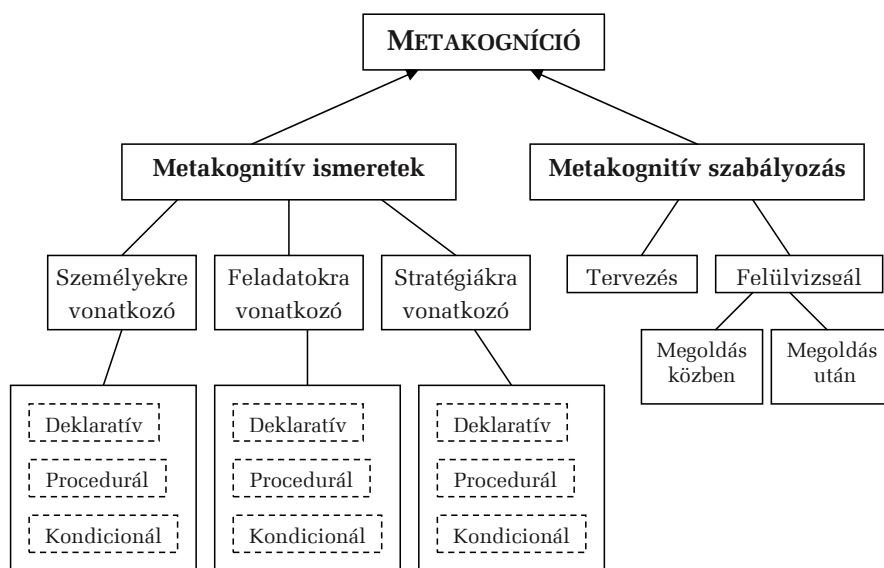 METAKOGNÍCIÓ
Metakognitív ismeretek
Metakognitív szabályozás
Személyekre
vonatkozó
Feladatokra
vonatkozó
Stratégiákra
vonatkozó
Tervezés
Felülvizsgál
Megoldás
közben
Megoldás
után
Deklaratív
Procedurál
Kondicionál
Deklaratív
Procedurál
Kondicionál
Deklaratív
Procedurál
Kondicionál